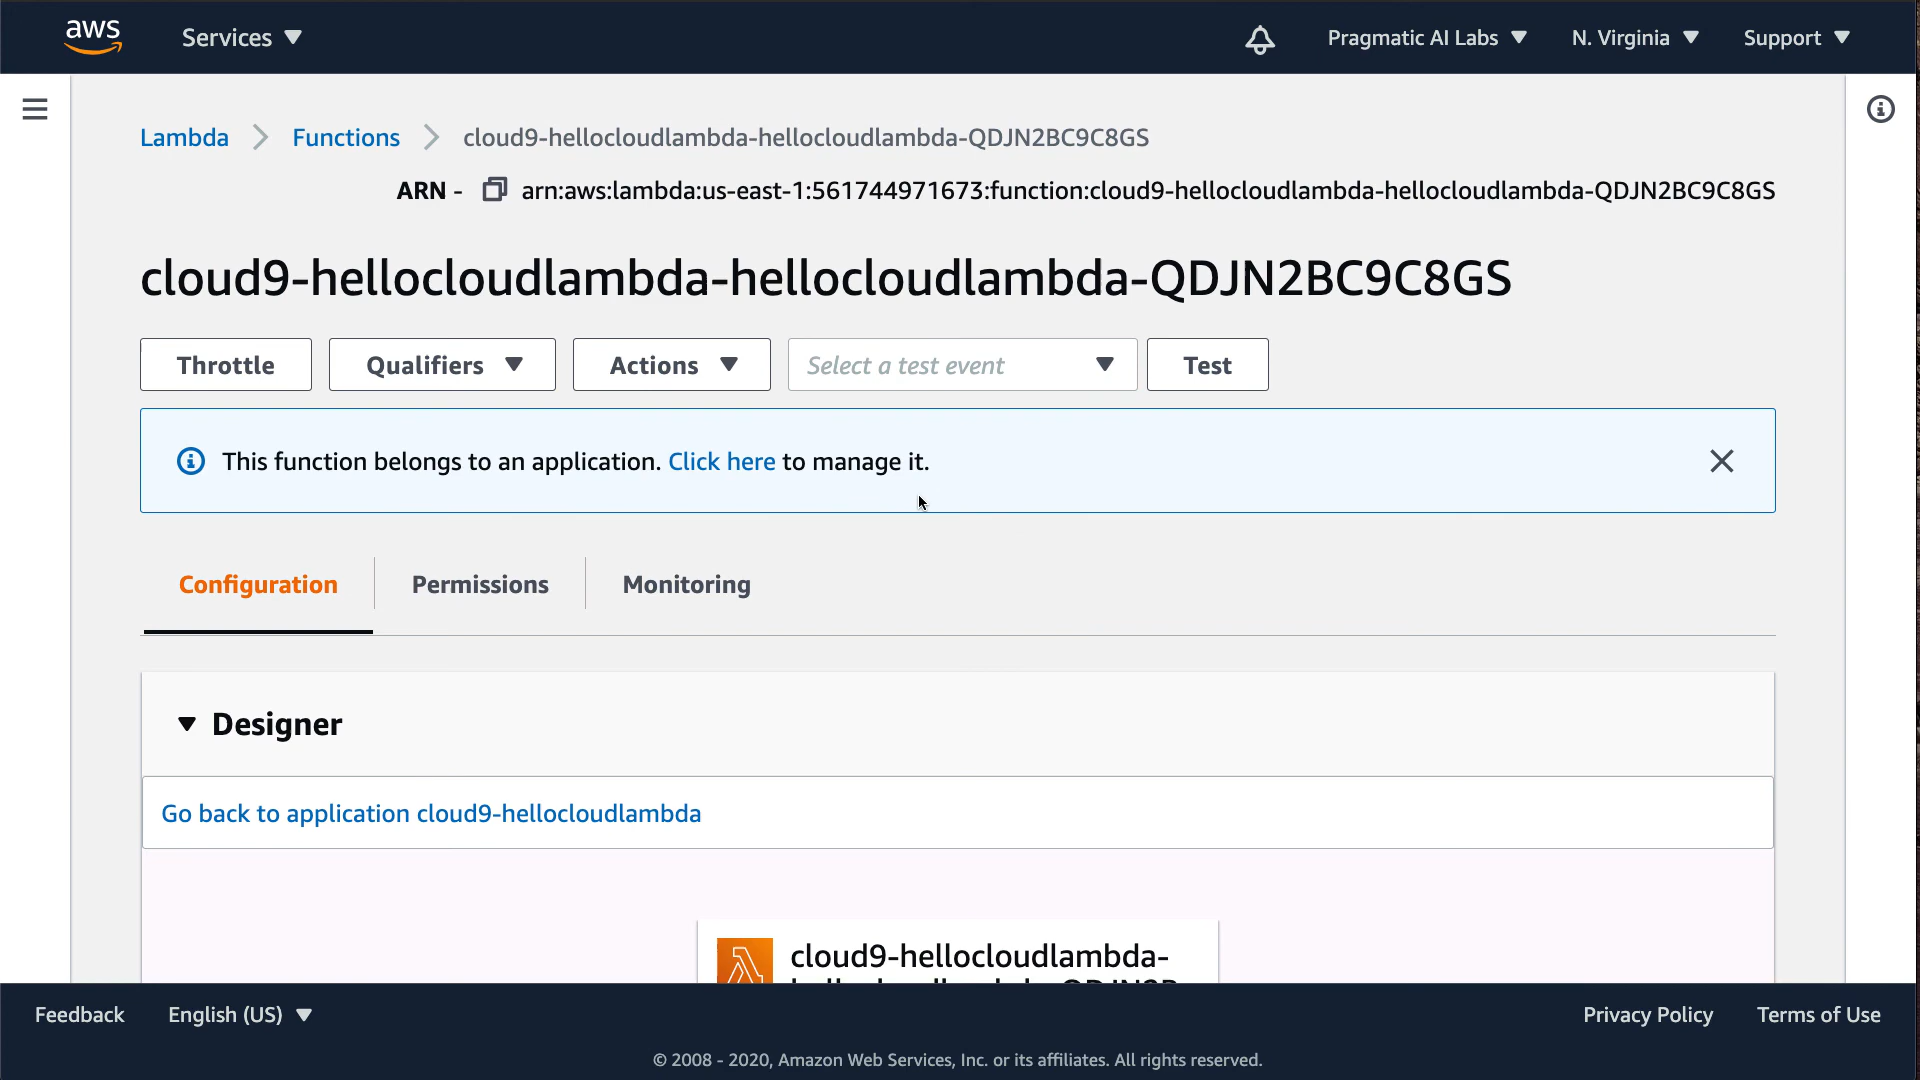 aws
Services
Pragmatic AI Labs
N. Virginia
Support
Lambda
Functions
cloud9-hellocloudlambda-hellocloudlambda-QDJN2BC9C8GS
ARN - arn:aws:lambda:us-east-1:561744971673:function:cloud9-hellocloudlambda-hellocloudlambda-QDJN2BC9C8GS
cloud9-hellocloudlambda-hellocloudlambda-QDJN2BC9C8GS
Throttle
Qualifiers
Actions
Select a test event
Test
This function belongs to an application. Click here to manage it.
Configuration
Permissions
Monitoring
Designer
Go back to application cloud9-hellocloudlambda
cloud9-hellocloudlambda-
Feedback
English (US)
Privacy Policy
Terms of Use
© 2008 - 2020, Amazon Web Services, Inc. or its affiliates. All rights reserved.